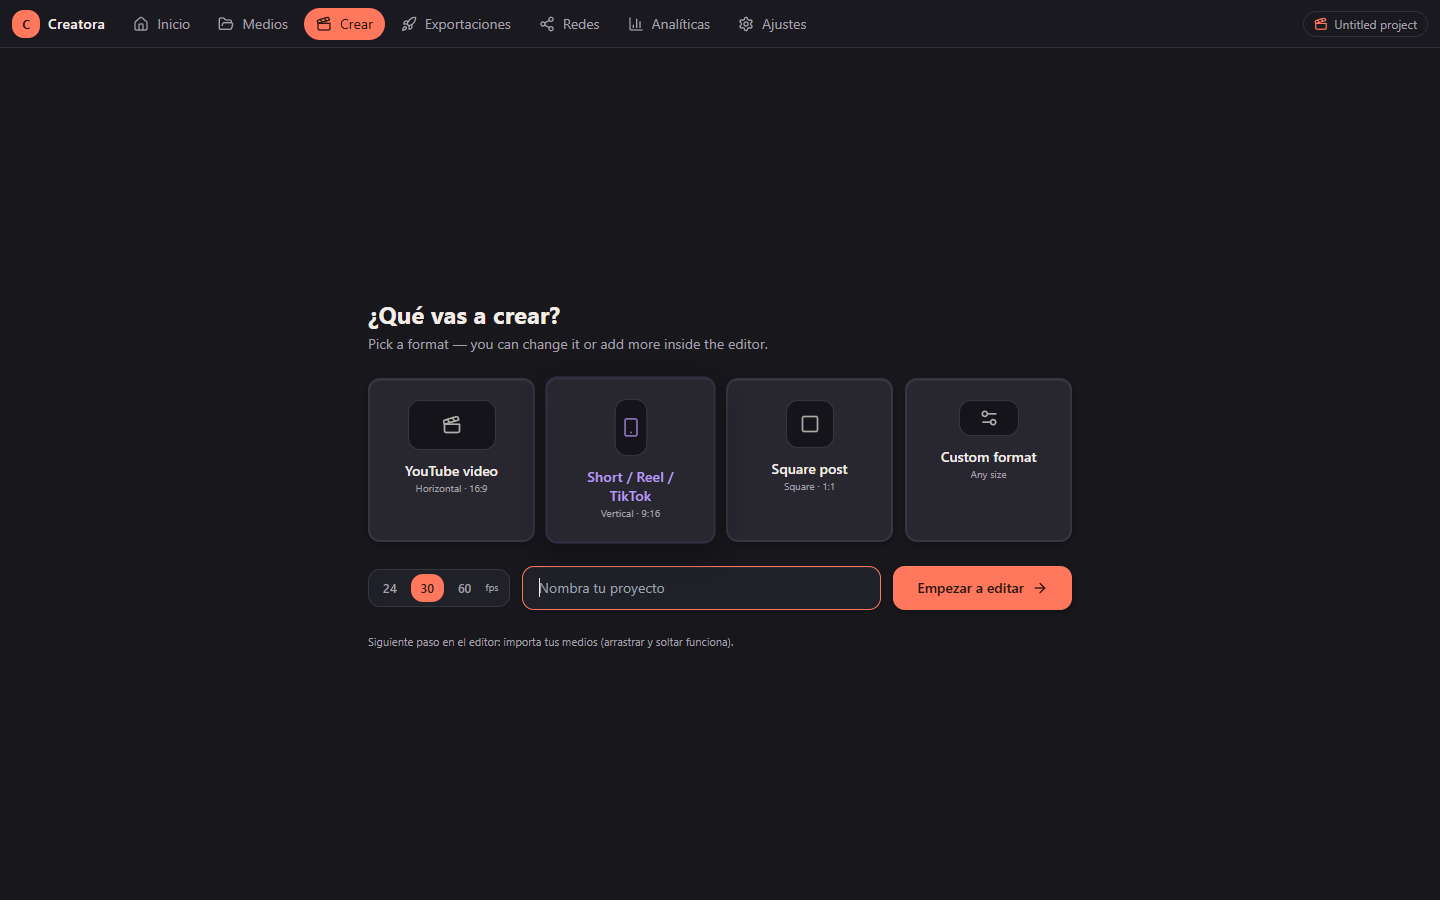 C Creatora Inicio Medios Crear Exportaciones Redes Analíticas Ajustes Untitled project
¿Qué vas a crear?
Pick a format — you can change it or add more inside the editor.
YouTube video
Horizontal · 16:9
Short / Reel /
TikTok
Vertical · 9:16
Square post
Square · 1:1
Custom format
Any size
24 30 60 fps
Nombra tu proyecto
Empezar a editar
Siguiente paso en el editor: importa tus medios (arrastrar y soltar funciona).